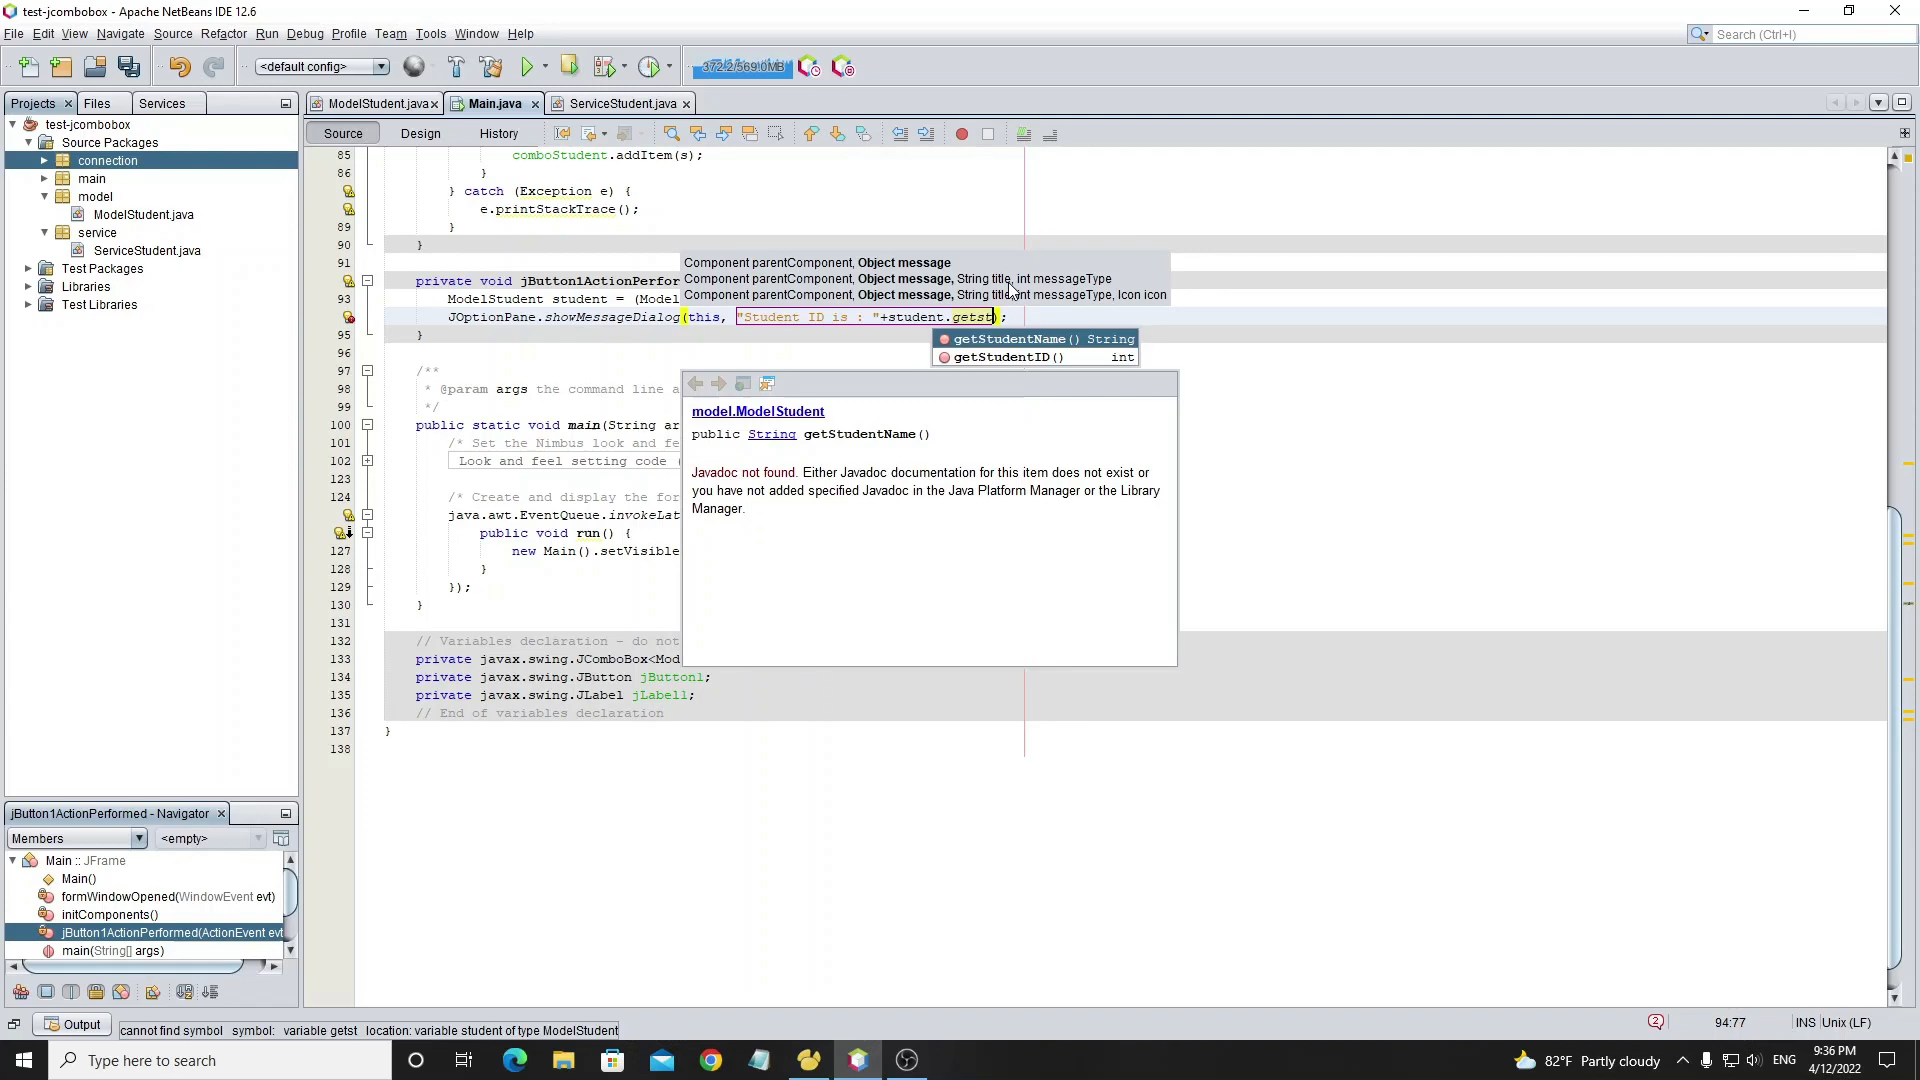 test-jcombobox - Apache NetBeans IDE 12.6
File Edit View Navigate Source Refactor Run Debug Profile Team Tools Window Help
Search (Ctrl+I)
<default config>
372.2/569.0MB
Projects
Files
Services
ModelStudent.java
Main.java
ServiceStudent.java
Source
Design
History
test-jcombobox
Source Packages
connection
main
model
ModelStudent.java
service
ServiceStudent.java
Test Packages
Libraries
Test Libraries
85 comboStudent.addItem(s);
86 }
} catch (Exception e) {
e.printStackTrace();
89 }
90 }
91
private void jButton1ActionPerfor
93 ModelStudent student = (Model
JOptionPane.showMessageDialog(this, "Student ID is : "+student.getst);
95 }
96
97 /**
98 * @param args the command line a
99 */
100 public static void main(String ar
101 /* Set the Nimbus look and fe
102 Look and feel setting code (
123
124 /* Create and display the for
java.awt.EventQueue.invokeLat
public void run() {
127 new Main().setVisible
128 }
129 });
130 }
131
132 // Variables declaration - do not
133 private javax.swing.JComboBox<Mod
134 private javax.swing.JButton jButton1;
135 private javax.swing.JLabel jLabel1;
136 // End of variables declaration
137 }
138
Component parentComponent, Object message
Component parentComponent, Object message, String title, int messageType
Component parentComponent, Object message, String title, int messageType, Icon icon
getStudentName() String
getStudentID() int
model.ModelStudent
public String getStudentName()
Javadoc not found. Either Javadoc documentation for this item does not exist or
you have not added specified Javadoc in the Java Platform Manager or the Library
Manager.
jButton1ActionPerformed - Navigator
Members
<empty>
Main :: JFrame
Main()
formWindowOpened(WindowEvent evt)
initComponents()
jButton1ActionPerformed(ActionEvent evt
main(String[] args)
Output
cannot find symbol symbol: variable getst location: variable student of type ModelStudent
2
94:77
INS
Unix (LF)
Type here to search
82°F Partly cloudy
ENG
9:36 PM
4/12/2022